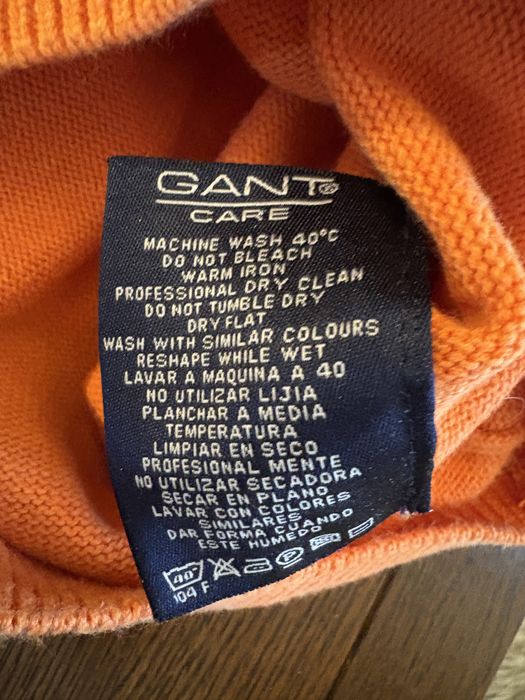 GANT®
CARE
MACHINE WASH 40°C
DO NOT BLEACH
WARM IRON
PROFESSIONAL DRY CLEAN
DO NOT TUMBLE DRY
DRY FLAT
WASH WITH SIMILAR COLOURS
RESHAPE WHILE WET
LAVAR A MAQUINA A 40
NO UTILIZAR LIJIA
PLANCHAR A MEDIA
TEMPERATURA
LIMPIAR EN SECO
PROFESIONAL MENTE
NO UTILIZAR SECADORA
SECAR EN PLANO
LAVAR CON COLORES
SIMILARES
DAR FORMA CUANDO
ESTE HUMEDO
40° P
104 F